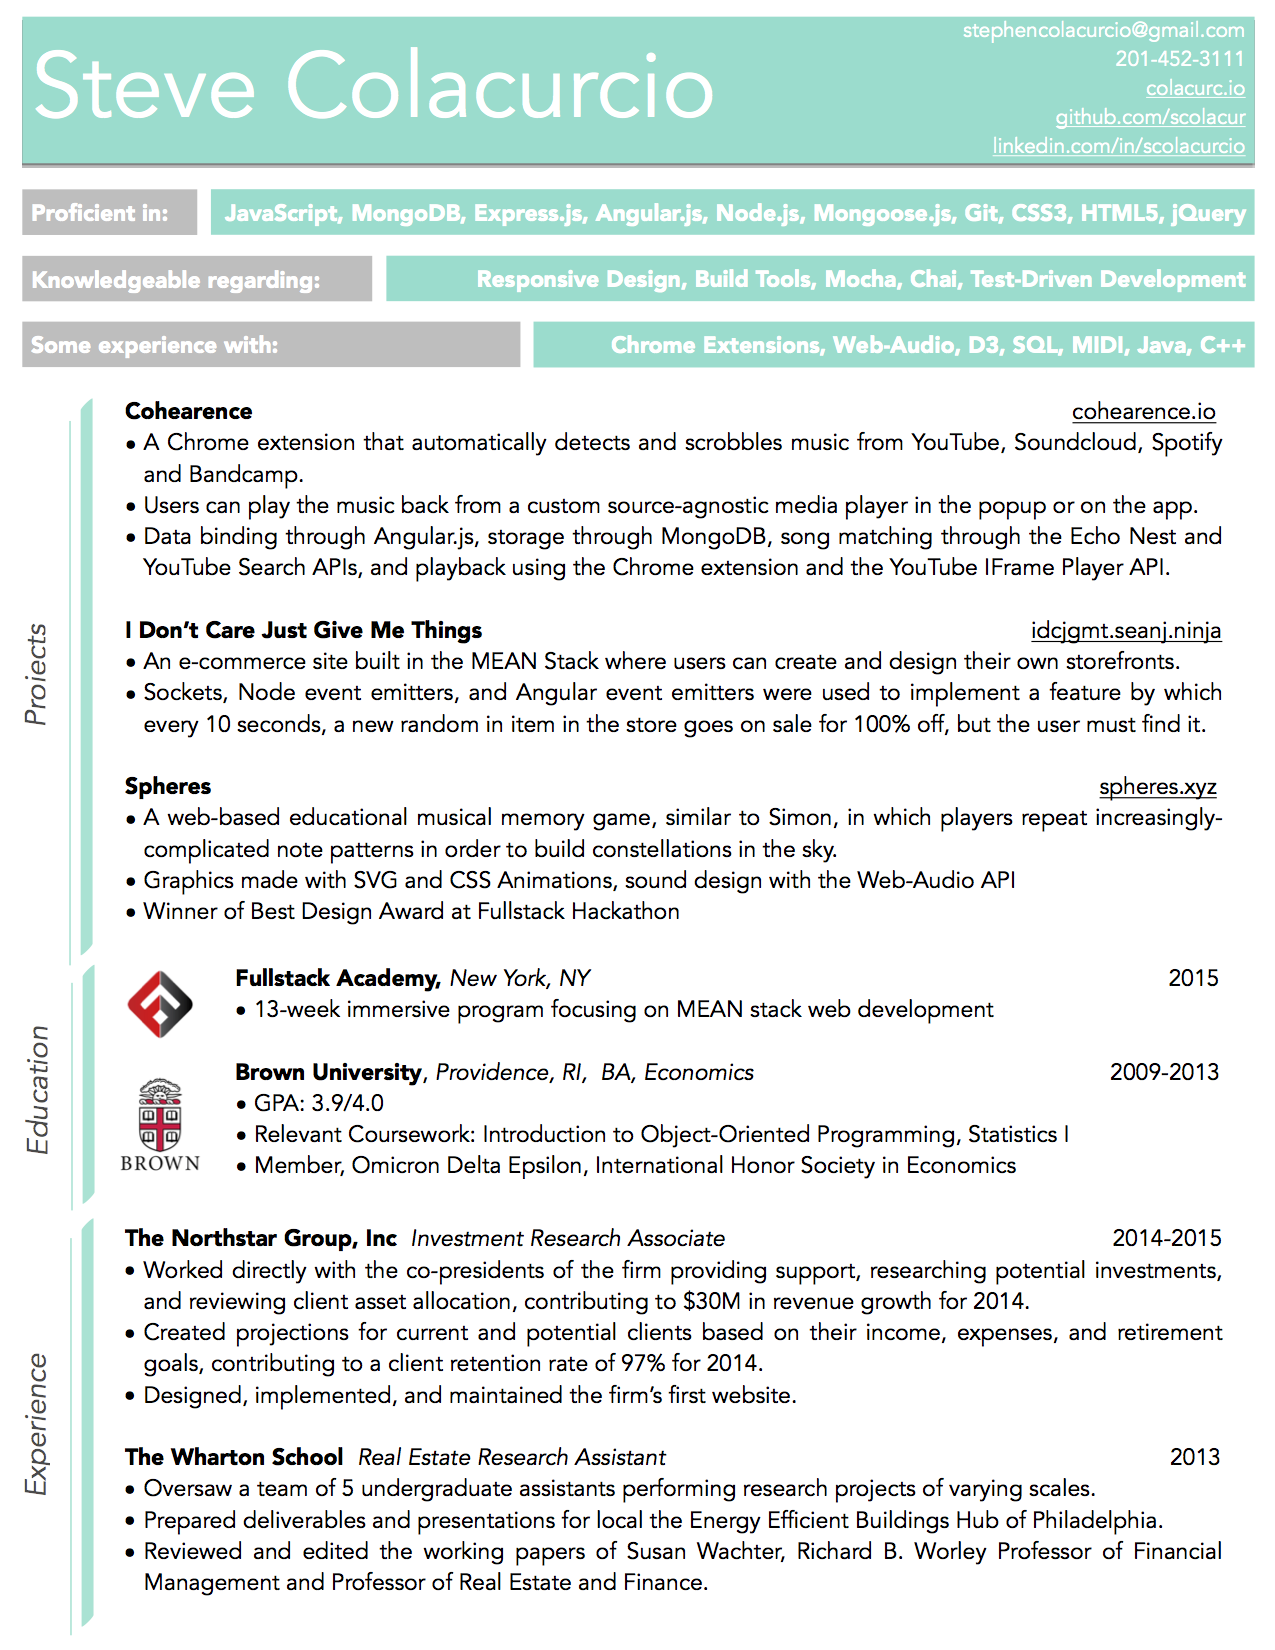 Steve Colacurcio
stephencolacurcio@gmail.com
201-452-3111
colacurc.io
github.com/scolacur
linkedin.com/in/scolacurcio
Proficient in:
JavaScript, MongoDB, Express.js, Angular.js, Node.js, Mongoose.js, Git, CSS3, HTML5, jQuery
Knowledgeable regarding:
Responsive Design, Build Tools, Mocha, Chai, Test-Driven Development
Some experience with:
Chrome Extensions, Web-Audio, D3, SQL, MIDI, Java, C++
Projects
Cohearence cohearence.io
• A Chrome extension that automatically detects and scrobbles music from YouTube, Soundcloud, Spotify
and Bandcamp.
• Users can play the music back from a custom source-agnostic media player in the popup or on the app.
• Data binding through Angular.js, storage through MongoDB, song matching through the Echo Nest and
YouTube Search APIs, and playback using the Chrome extension and the YouTube IFrame Player API.
I Don’t Care Just Give Me Things idcjgmt.seanj.ninja
• An e-commerce site built in the MEAN Stack where users can create and design their own storefronts.
• Sockets, Node event emitters, and Angular event emitters were used to implement a feature by which
every 10 seconds, a new random in item in the store goes on sale for 100% off, but the user must find it.
Spheres spheres.xyz
• A web-based educational musical memory game, similar to Simon, in which players repeat increasingly-
complicated note patterns in order to build constellations in the sky.
• Graphics made with SVG and CSS Animations, sound design with the Web-Audio API
• Winner of Best Design Award at Fullstack Hackathon
Education
Fullstack Academy, New York, NY 2015
• 13-week immersive program focusing on MEAN stack web development
BROWN
Brown University, Providence, RI, BA, Economics 2009-2013
• GPA: 3.9/4.0
• Relevant Coursework: Introduction to Object-Oriented Programming, Statistics I
• Member, Omicron Delta Epsilon, International Honor Society in Economics
Experience
The Northstar Group, Inc Investment Research Associate 2014-2015
• Worked directly with the co-presidents of the firm providing support, researching potential investments,
and reviewing client asset allocation, contributing to $30M in revenue growth for 2014.
• Created projections for current and potential clients based on their income, expenses, and retirement
goals, contributing to a client retention rate of 97% for 2014.
• Designed, implemented, and maintained the firm’s first website.
The Wharton School Real Estate Research Assistant 2013
• Oversaw a team of 5 undergraduate assistants performing research projects of varying scales.
• Prepared deliverables and presentations for local the Energy Efficient Buildings Hub of Philadelphia.
• Reviewed and edited the working papers of Susan Wachter, Richard B. Worley Professor of Financial
Management and Professor of Real Estate and Finance.